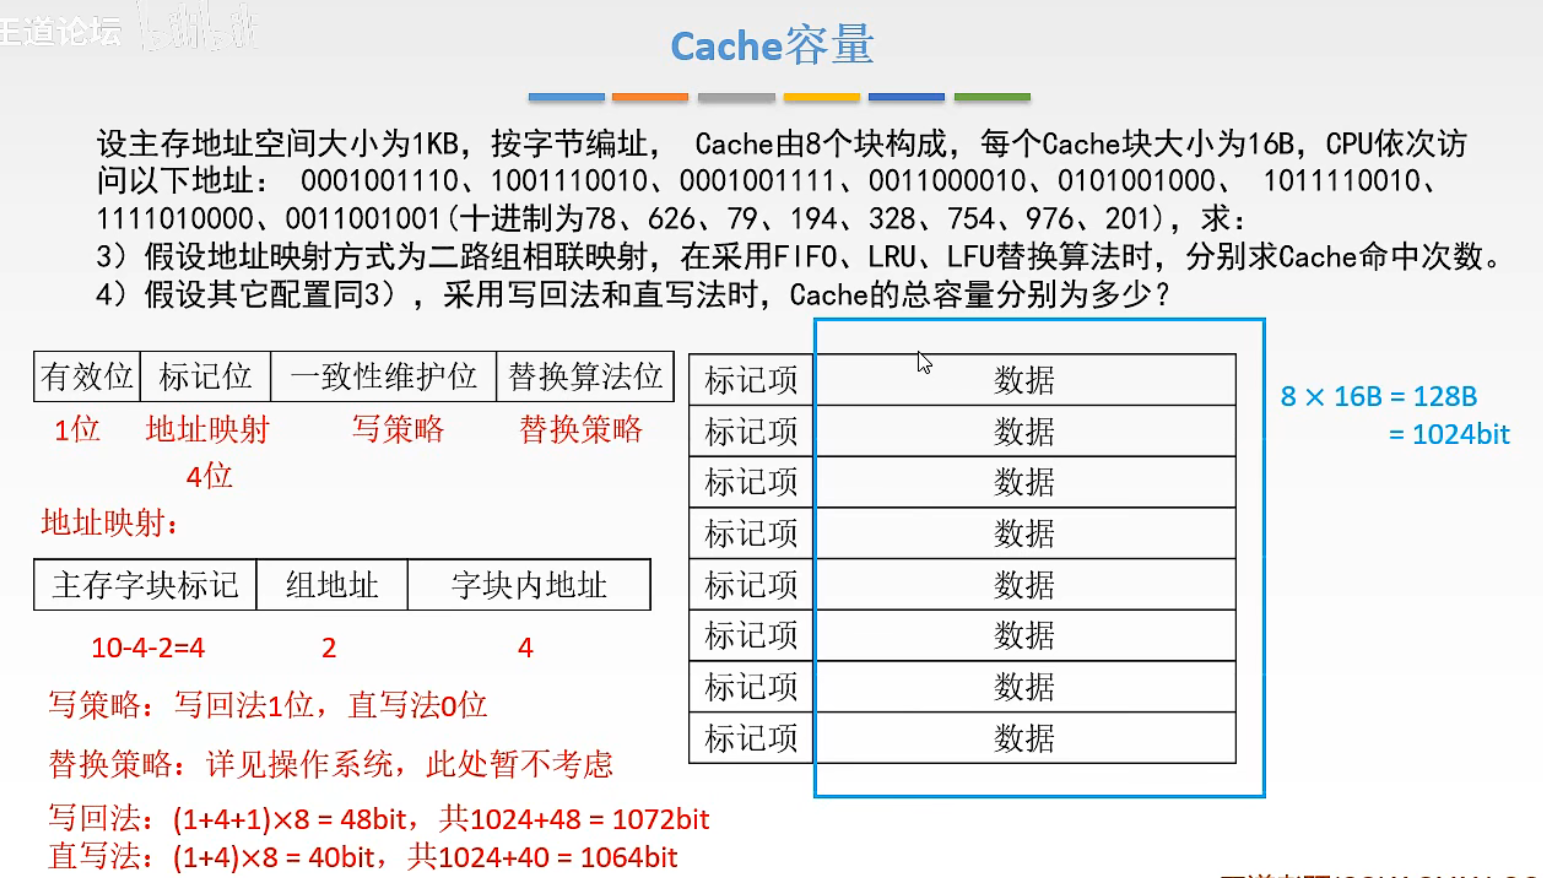 王道论坛 bilibili
Cache容量
设主存地址空间大小为1KB，按字节编址， Cache由8个块构成，每个Cache块大小为16B，CPU依次访
问以下地址： 0001001110、1001110010、0001001111、0011000010、0101001000、 1011110010、
1111010000、0011001001(十进制为78、626、79、194、328、754、976、201)，求：
3）假设地址映射方式为二路组相联映射，在采用FIFO、LRU、LFU替换算法时，分别求Cache命中次数。
4）假设其它配置同3），采用写回法和直写法时，Cache的总容量分别为多少？
有效位 标记位 一致性维护位 替换算法位
1位 地址映射 写策略 替换策略
4位
地址映射：
主存字块标记 组地址 字块内地址
10-4-2=4 2 4
写策略：写回法1位，直写法0位
替换策略：详见操作系统，此处暂不考虑
写回法：(1+4+1)×8 = 48bit，共1024+48 = 1072bit
直写法：(1+4)×8 = 40bit，共1024+40 = 1064bit
标记项 数据
标记项 数据
标记项 数据
标记项 数据
标记项 数据
标记项 数据
标记项 数据
标记项 数据
8 × 16B = 128B
= 1024bit